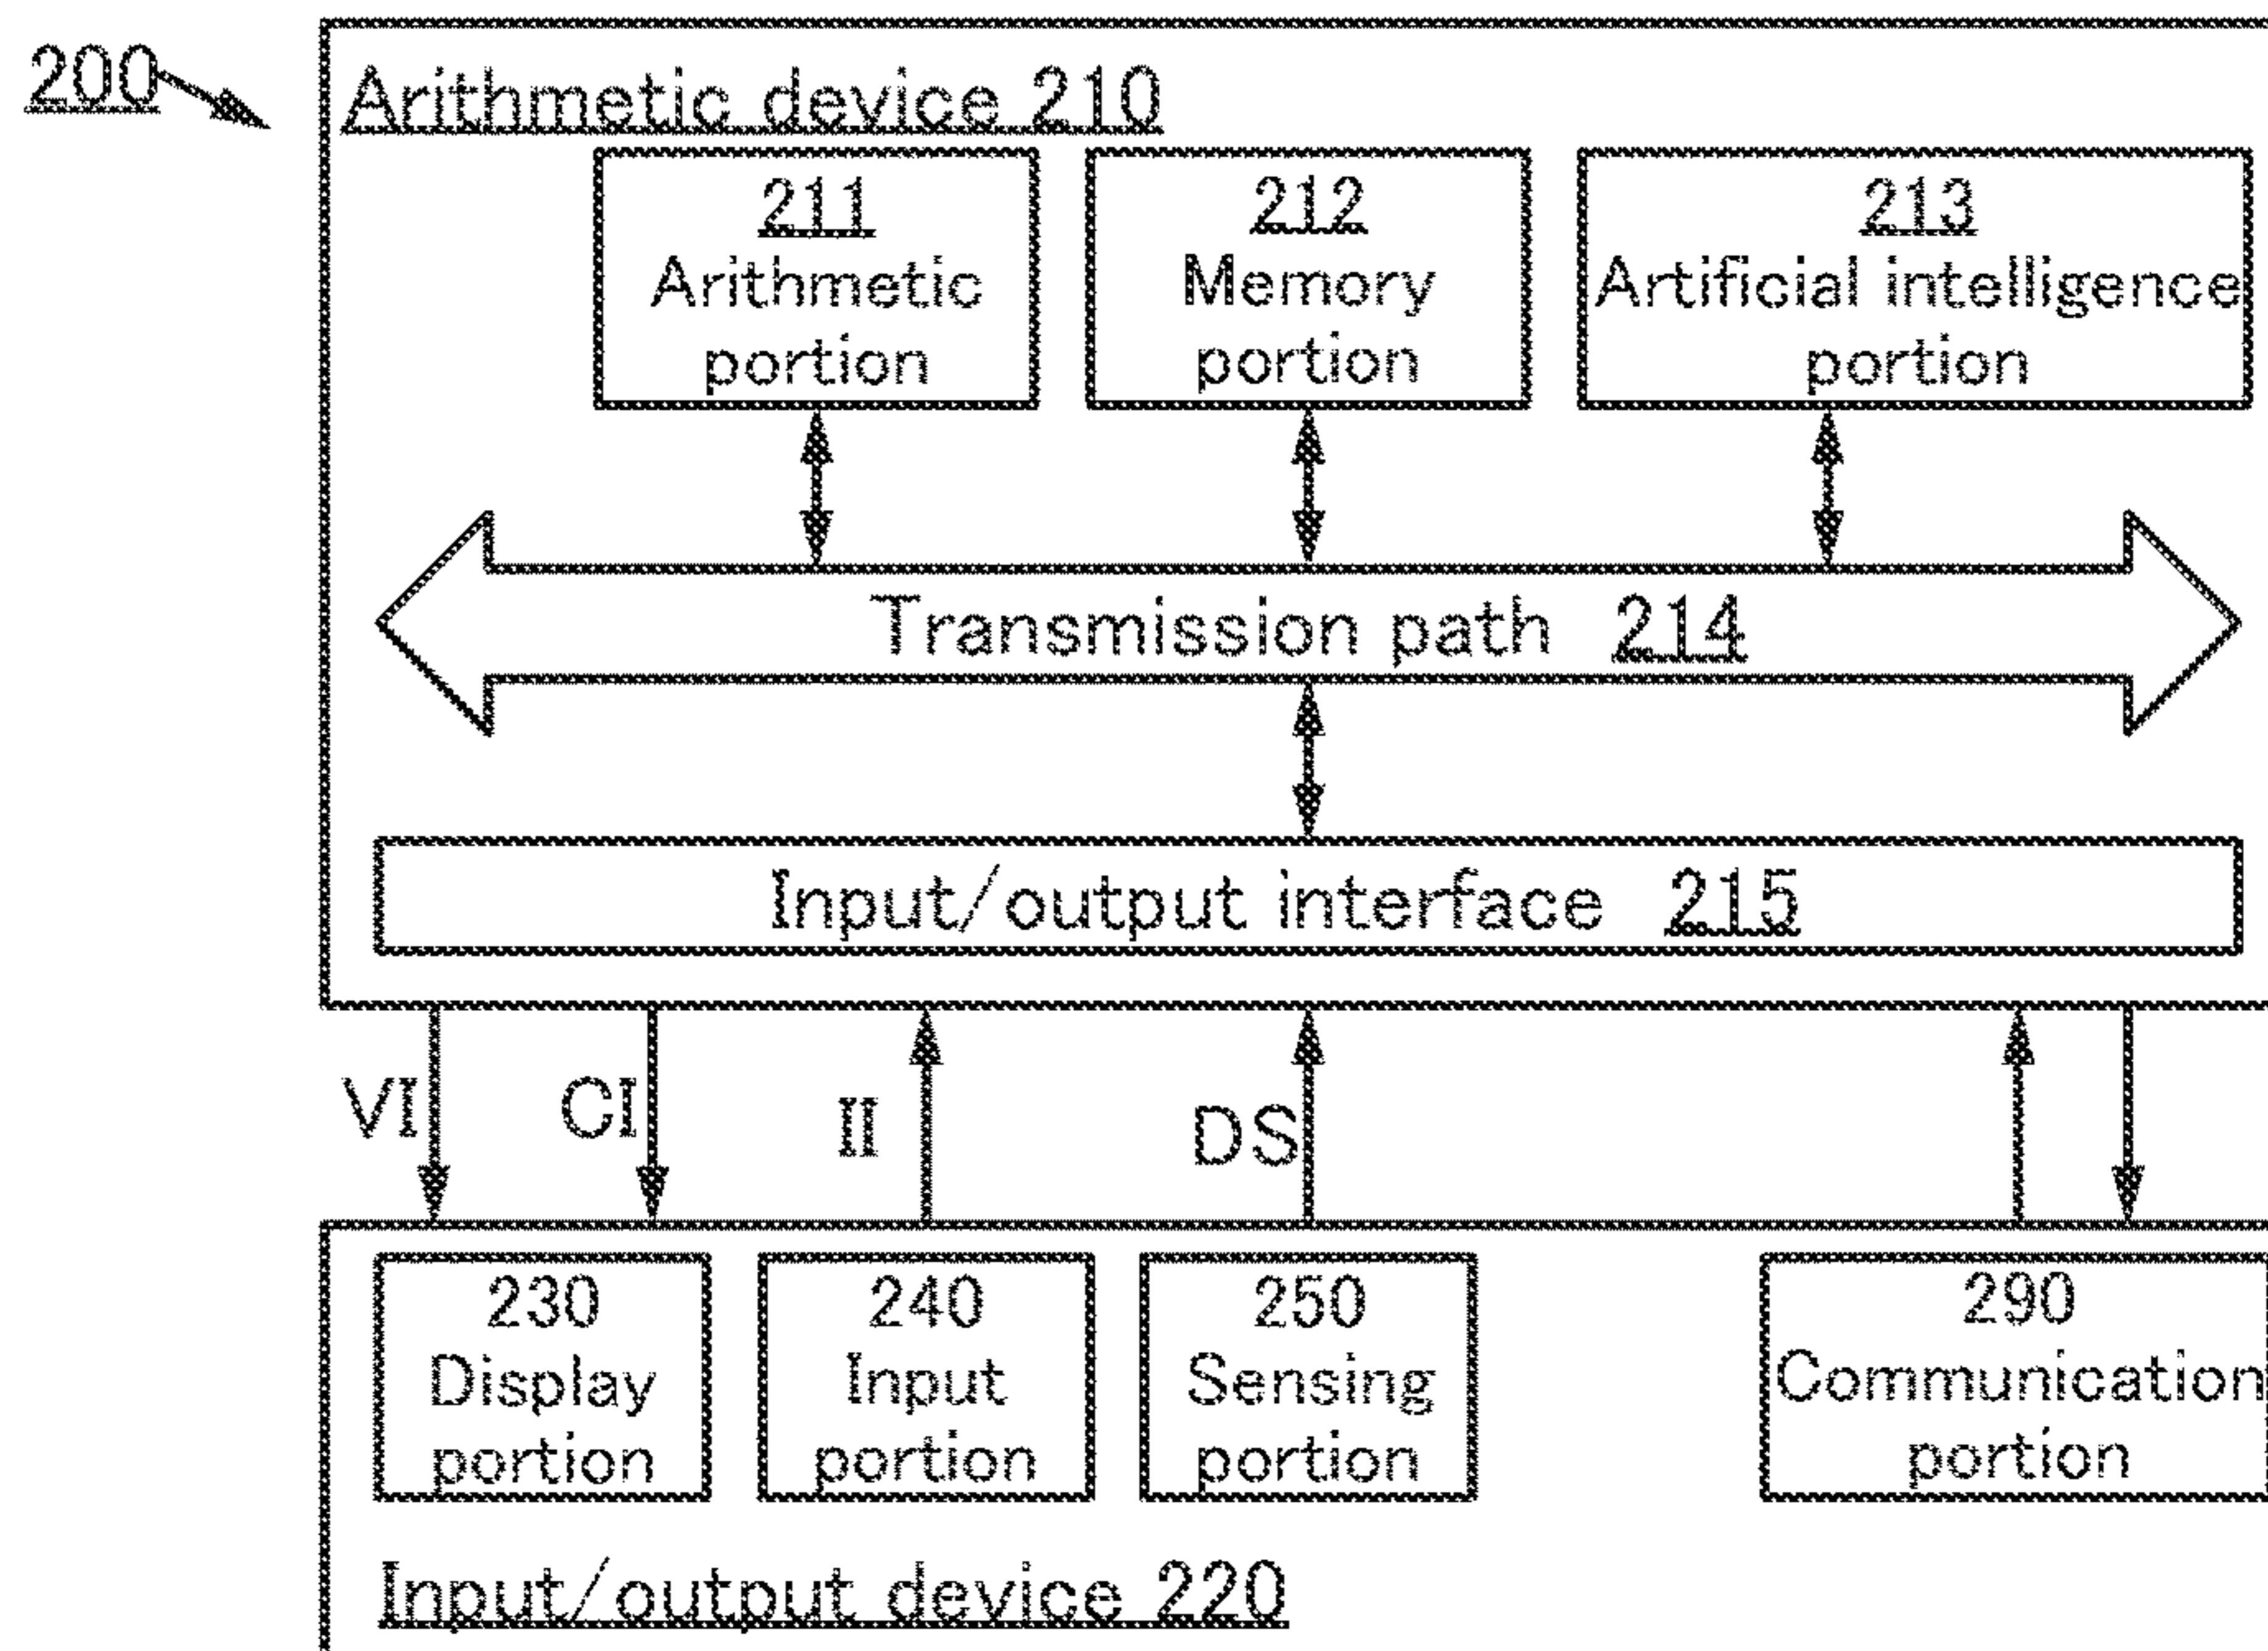 200
Arithmetic device 210
211
Arithmetic
portion
212
Memory
portion
213
Artificial intelligence
portion
Transmission path 214
Input/output interface 215
VI
CI
II
DS
230
Display
portion
240
Input
portion
250
Sensing
portion
290
Communication
portion
Input/output device 220